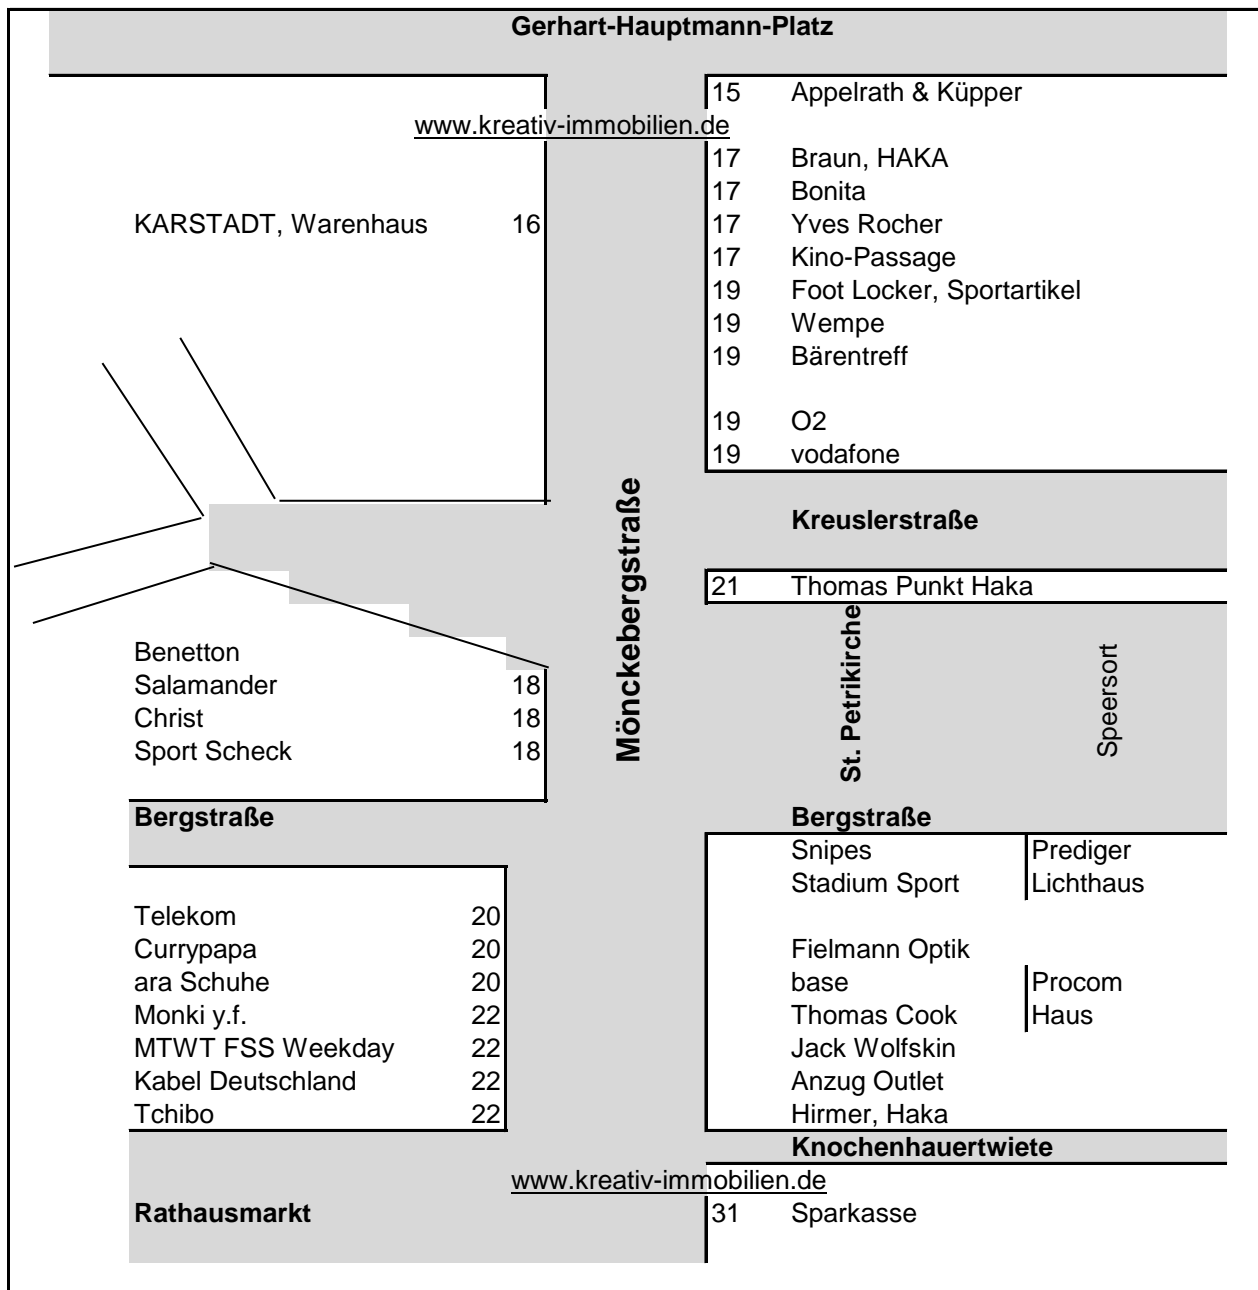 Gerhart-Hauptmann-Platz
15 Appelrath & Küpper
www.kreativ-immobilien.de
17 Braun, HAKA
17 Bonita
KARSTADT, Warenhaus 16
17 Yves Rocher
17 Kino-Passage
19 Foot Locker, Sportartikel
19 Wempe
19 Bärentreff
19 O2
19 vodafone
Mönckebergstraße
Kreuslerstraße
21 Thomas Punkt Haka
St. Petrikirche
Speersort
Benetton
Salamander 18
Christ 18
Sport Scheck 18
Bergstraße
Bergstraße
Snipes
Stadium Sport
Prediger
Lichthaus
Telekom 20
Currypapa 20
ara Schuhe 20
Monki y.f. 22
MTWT FSS Weekday 22
Kabel Deutschland 22
Tchibo 22
Fielmann Optik
base
Thomas Cook
Procom
Haus
Jack Wolfskin
Anzug Outlet
Hirmer, Haka
Knochenhauertwiete
www.kreativ-immobilien.de
Rathausmarkt
31 Sparkasse